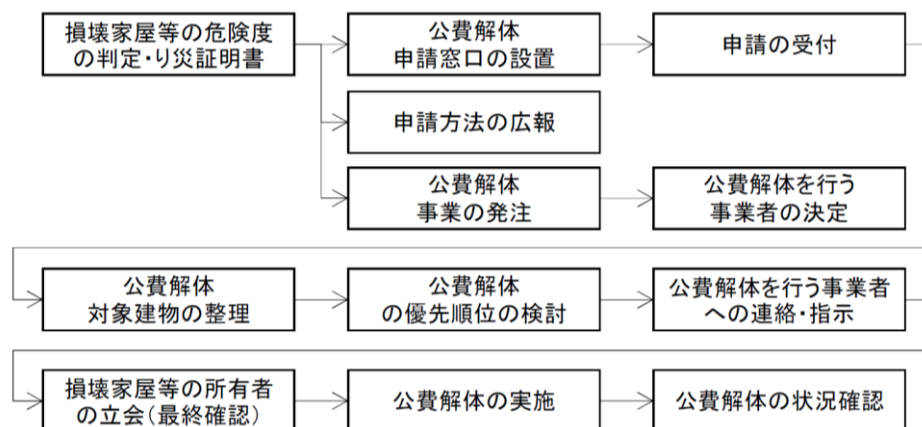 損壊家屋等の危険度
の判定・り災証明書
公費解体
申請窓口の設置
申請の受付
申請方法の広報
公費解体
事業の発注
公費解体を行う
事業者の決定
公費解体
対象建物の整理
公費解体
の優先順位の検討
公費解体を行う事業者
への連絡・指示
損壊家屋等の所有者
の立会(最終確認)
公費解体の実施
公費解体の状況確認